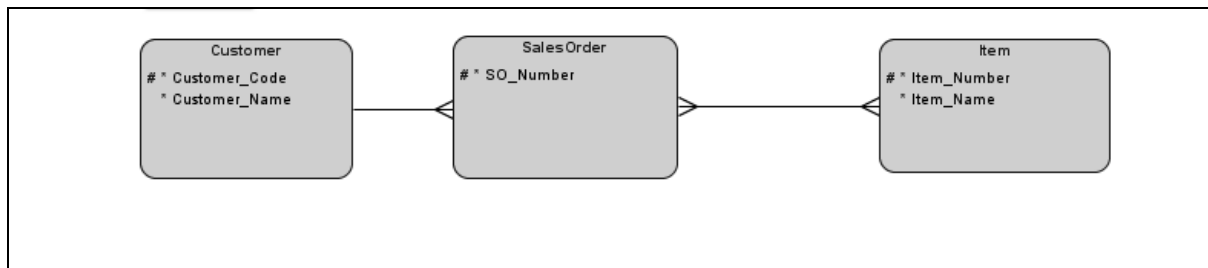 Customer
# * Customer_Code
* Customer_Name
SalesOrder
# * SO_Number
Item
# * Item_Number
* Item_Name